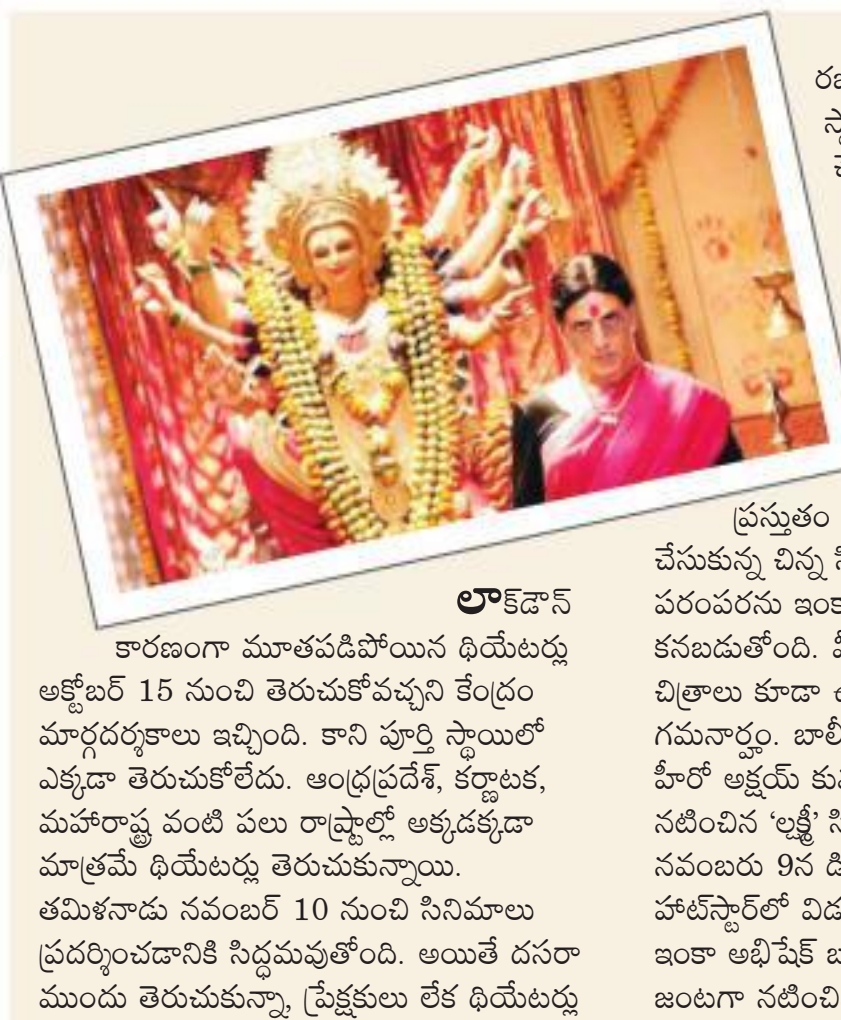 లాక్‌డౌన్
కారణంగా మూతపడిపోయిన థియేటర్లు
అక్టోబర్ 15 నుంచి తెరుచుకోవచ్చని కేంద్రం
మార్గదర్శకాలు ఇచ్చింది. కాని పూర్తి స్థాయిలో
ఎక్కడా తెరుచుకోలేదు. ఆంధ్రప్రదేశ్, కర్ణాటక,
మహారాష్ట్ర వంటి పలు రాష్ట్రాల్లో అక్కడక్కడా
మాత్రమే థియేటర్లు తెరుచుకున్నాయి.
తమిళనాడు నవంబర్ 10 నుంచి సినిమాలు
ప్రదర్శించడానికి సిద్ధమవుతోంది. అయితే దసరా
ముందు తెరుచుకున్నా, ప్రేక్షకులు లేక థియేటర్లు
ప్రస్తుతం
చేసుకున్న చిన్న
పరంపరను
కనబడుతోంది.
చిత్రాలు కూడా
గమనార్హం.
హీరో అక్షయ్
నటించిన ‘లక్ష్మీ’
నవంబరు 9న
హాట్‌స్టార్‌లో
ఇంకా అభిషేక్
జంటగా